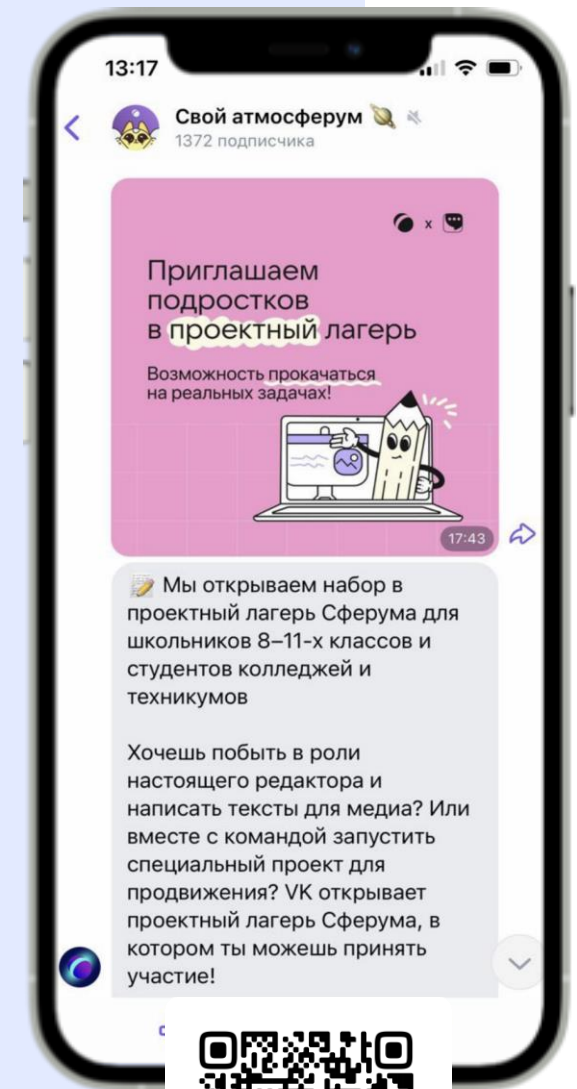 13:17
Свой атмосферум 🪐
1372 подписчика
x
Приглашаем
подростков
в проектный лагерь
Возможность прокачаться
на реальных задачах!
17:43
📝 Мы открываем набор в
проектный лагерь Сферума для
школьников 8–11-х классов и
студентов колледжей и
техникумов
Хочешь побыть в роли
настоящего редактора и
написать тексты для медиа? Или
вместе с командой запустить
специальный проект для
продвижения? VK открывает
проектный лагерь Сферума, в
котором ты можешь принять
участие!